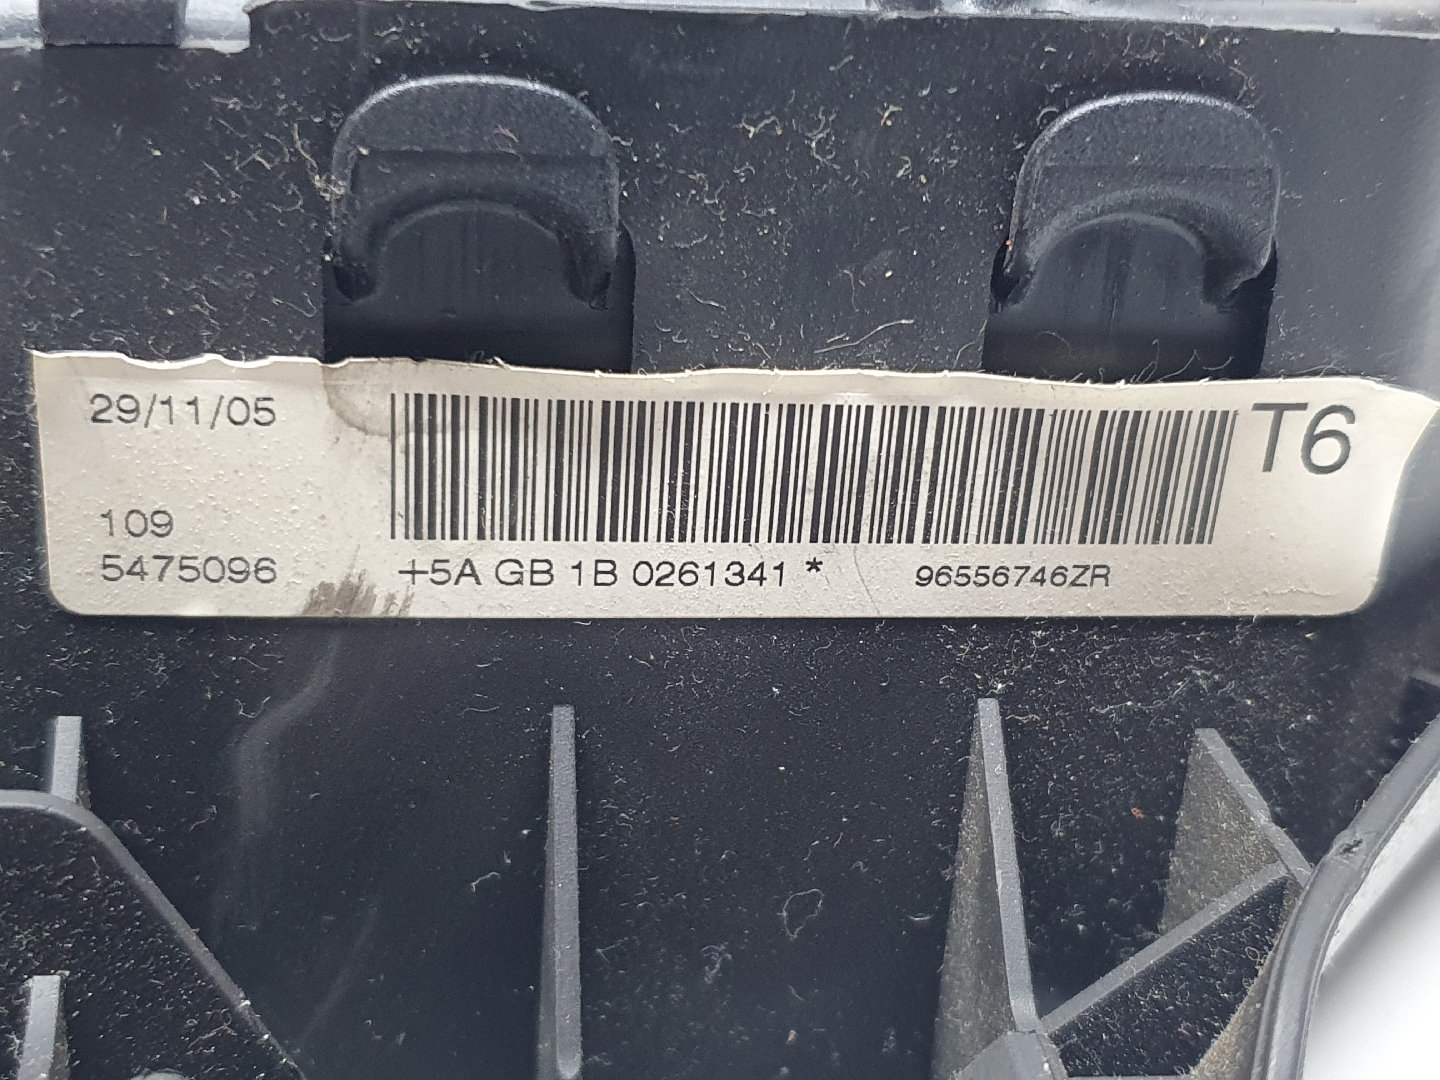 29/11/05
T6
109
5475096
+5A GB 1B 0261341 *
96556746ZR